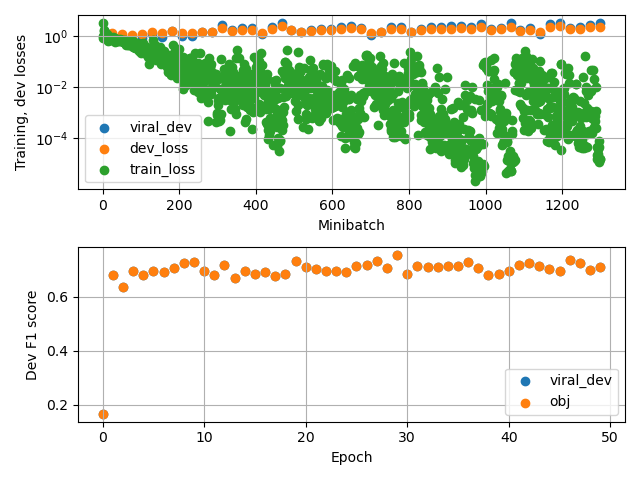 Training, dev losses
10⁰
10⁻²
10⁻⁴
viral_dev
dev_loss
train_loss
0 200 400 600 800 1000 1200
Minibatch
Dev F1 score
0.6
0.4
0.2
viral_dev
obj
0 10 20 30 40 50
Epoch